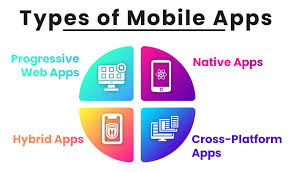 Types of Mobile Apps
Progressive
Web Apps
Native Apps
Hybrid Apps
Cross-Platform
Apps